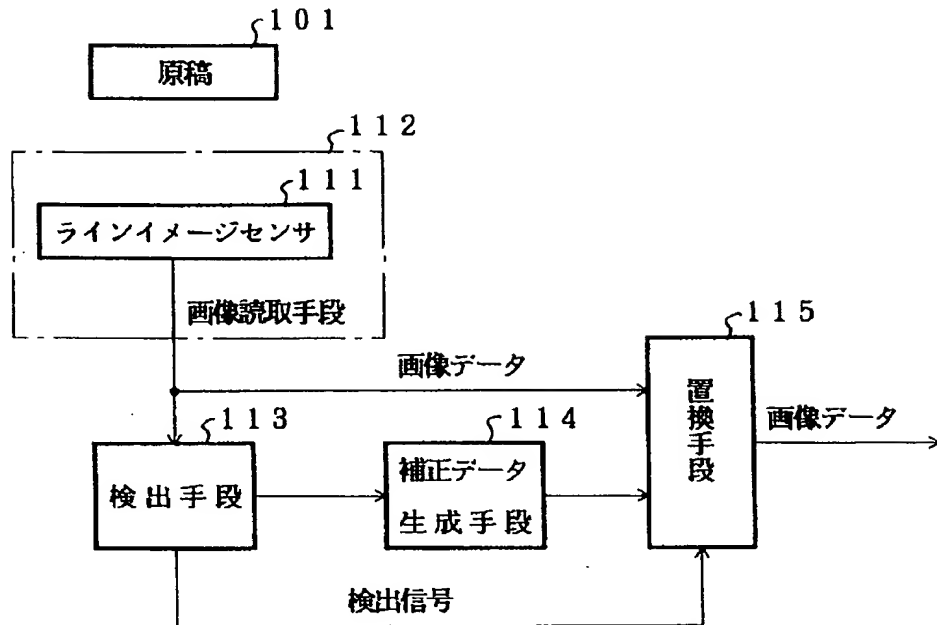 １０１
原稿
１１２
１１１
ラインイメージセンサ
画像読取手段
１１５
画像データ
置換手段
画像データ
１１３
１１４
検出手段
補正データ
生成手段
検出信号